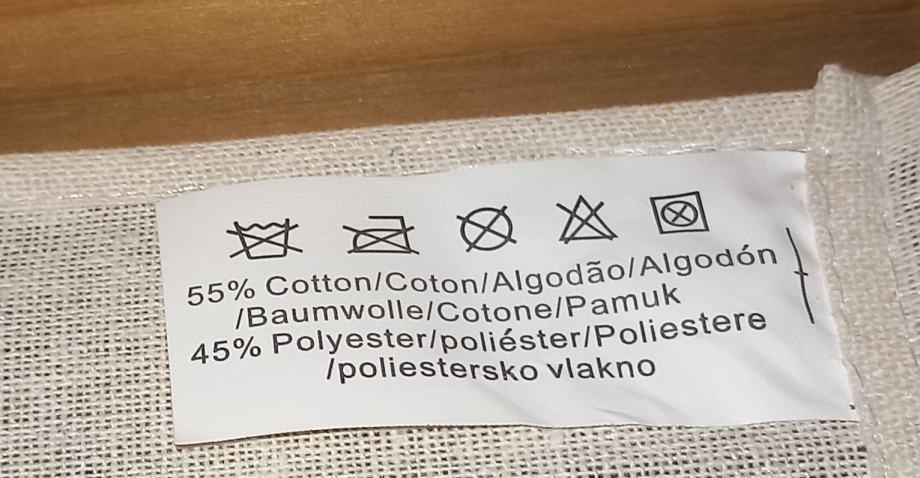 55% Cotton/Coton/Algodão/Algodón
/Baumwolle/Cotone/Pamuk
45% Polyester/poliéster/Poliestere
/poliestersko vlakno